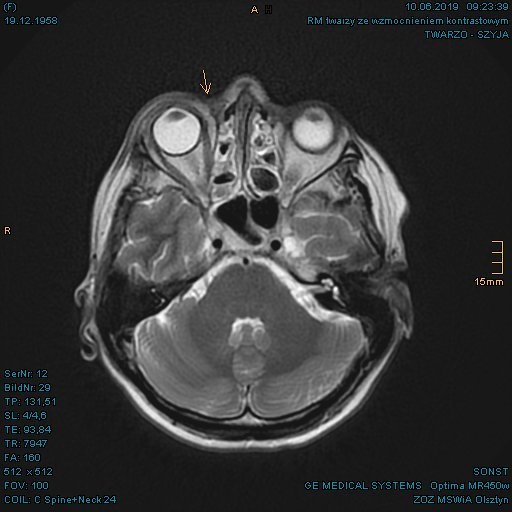 (F)
19.12.1958
A H
10.06.2019 09:23:39
RM twarzy ze wzmocnieniem kontrastowym
TWARZO - SZYJA
R
15mm
SerNr: 12
BildNr: 29
TP: 131,51
SL: 4/4,6
TE: 93,84
TR: 7947
FA: 160
512 × 512
FOV: 100
COIL: C Spine+Neck 24
SONST
GE MEDICAL SYSTEMS Optima MR450w
ZOZ MSWiA Olsztyn